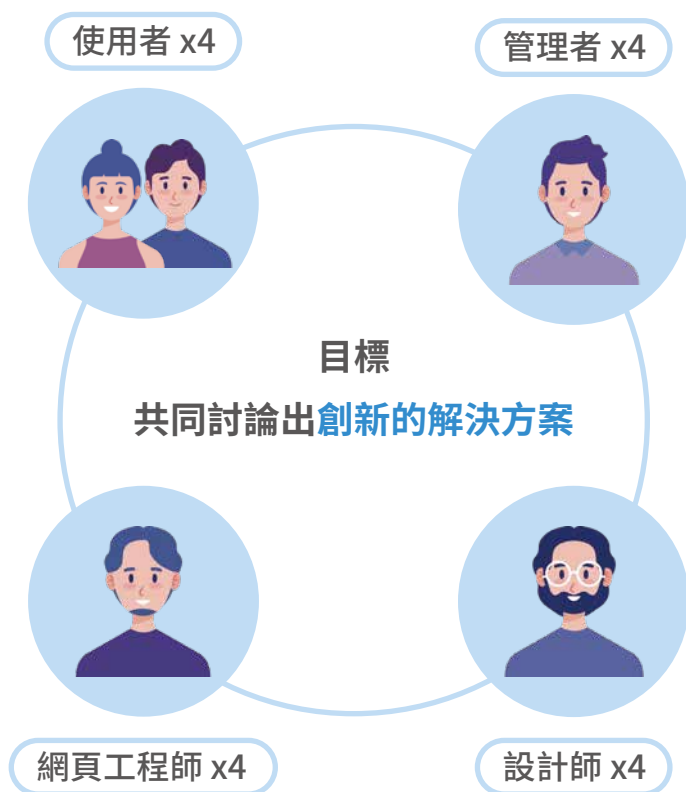 使用者 x4
管理者 x4
目標
共同討論出創新的解決方案
網頁工程師 x4
設計師 x4